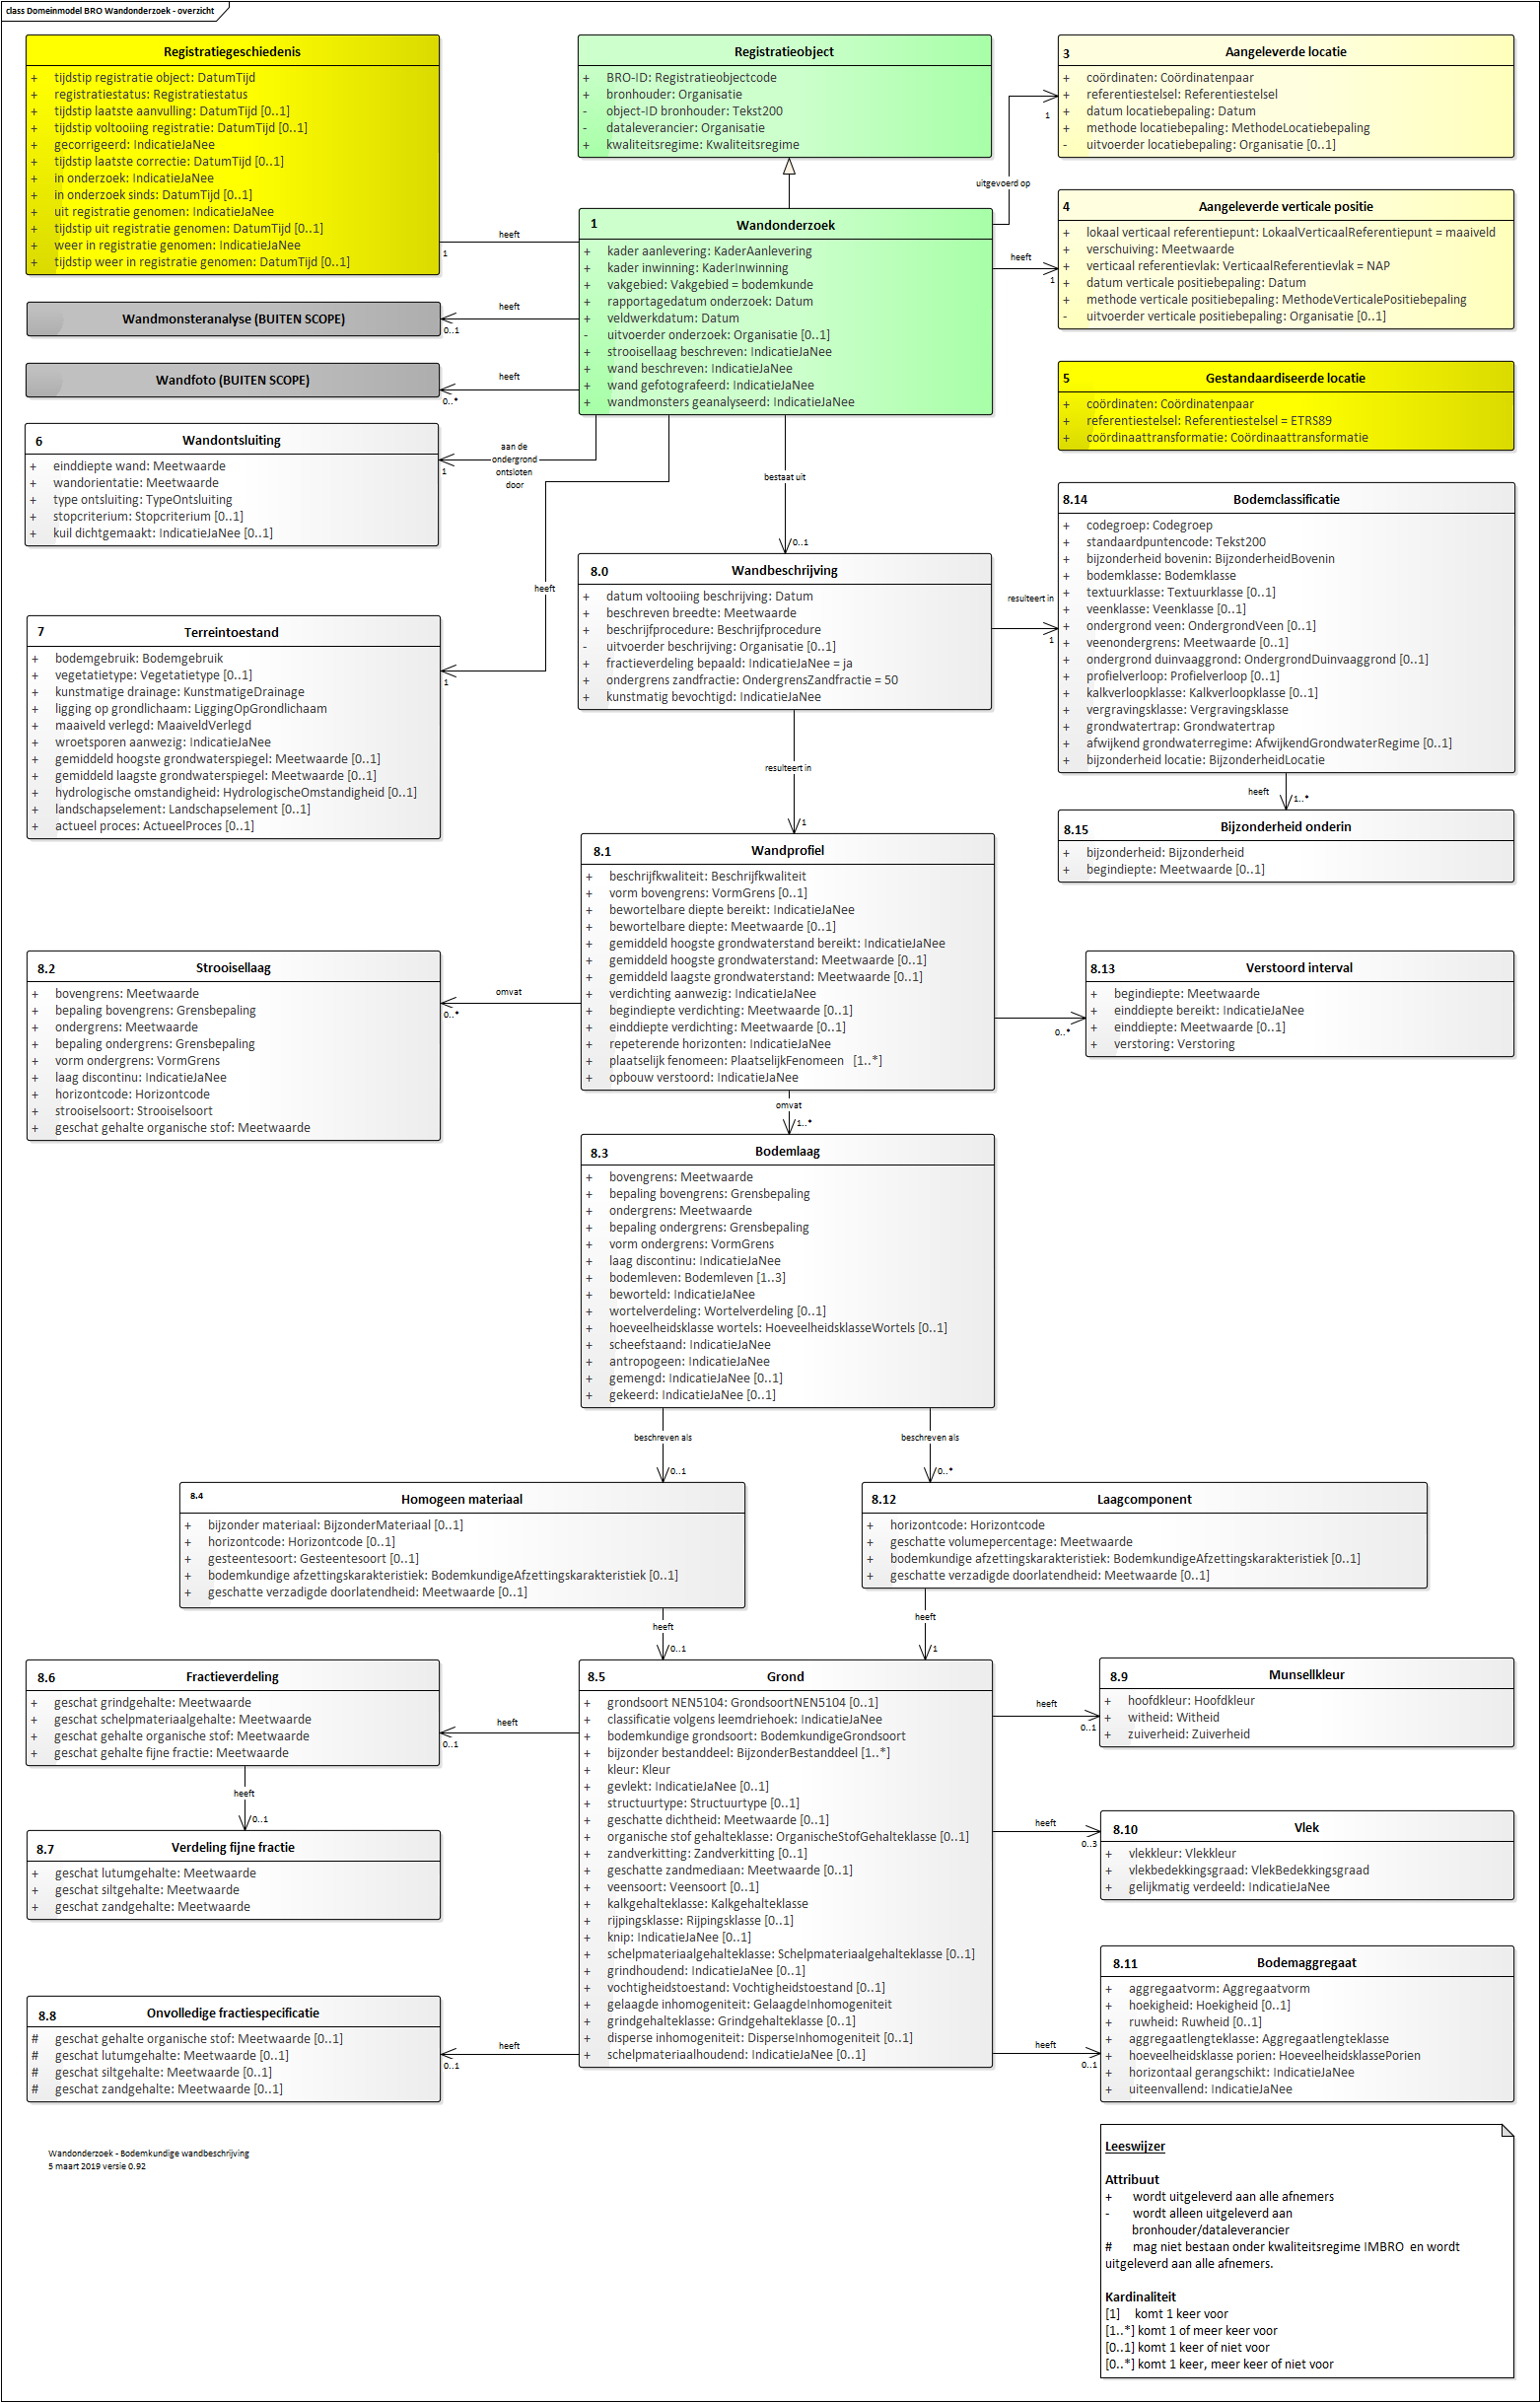 class Domeinmodel BRO Wandonderzoek - overzicht
Registratiegeschiedenis
+ tijdstip registratie object: DatumTijd
+ registratiestatus: Registratiestatus
+ tijdstip laatste aanvulling: DatumTijd [0..1]
+ tijdstip voltooiing registratie: DatumTijd [0..1]
+ gecorrigeerd: IndicatieJaNee
+ tijdstip laatste correctie: DatumTijd [0..1]
+ in onderzoek: IndicatieJaNee
+ in onderzoek sinds: DatumTijd [0..1]
+ uit registratie genomen: IndicatieJaNee
+ tijdstip uit registratie genomen: DatumTijd [0..1]
+ weer in registratie genomen: IndicatieJaNee
+ tijdstip weer in registratie genomen: DatumTijd [0..1]
Registratieobject
+ BRO-ID: Registratieobjectcode
+ bronhouder: Organisatie
- object-ID bronhouder: Tekst200
- dataleverancier: Organisatie
+ kwaliteitsregime: Kwaliteitsregime
3 Aangeleverde locatie
+ coördinaten: Coördinatenpaar
+ referentiestelsel: Referentiestelsel
+ datum locatiebepaling: Datum
+ methode locatiebepaling: MethodeLocatiebepaling
- uitvoerder locatiebepaling: Organisatie [0..1]
1
uitgevoerd op
1 Wandonderzoek
+ kader aanlevering: KaderAanlevering
+ kader inwinning: KaderInwinning
+ vakgebied: Vakgebied = bodemkunde
+ rapportagedatum onderzoek: Datum
+ veldwerkdatum: Datum
- uitvoerder onderzoek: Organisatie [0..1]
+ strooisellaag beschreven: IndicatieJaNee
+ wand beschreven: IndicatieJaNee
+ wand gefotografeerd: IndicatieJaNee
+ wandmonsters geanalyseerd: IndicatieJaNee
heeft
1
4 Aangeleverde verticale positie
+ lokaal verticaal referentiepunt: LokaalVerticaalReferentiepunt = maaiveld
+ verschuiving: Meetwaarde
+ verticaal referentievlak: VerticaalReferentievlak = NAP
+ datum verticale positiebepaling: Datum
+ methode verticale positiebepaling: MethodeVerticalePositiebepaling
- uitvoerder verticale positiebepaling: Organisatie [0..1]
heeft
1
heeft
0..1
Wandmonsteranalyse (BUITEN SCOPE)
heeft
0..*
Wandfoto (BUITEN SCOPE)
5 Gestandaardiseerde locatie
+ coördinaten: Coördinatenpaar
+ referentiestelsel: Referentiestelsel = ETRS89
+ coördinaattransformatie: Coördinaattransformatie
6 Wandontsluiting
+ einddiepte wand: Meetwaarde
+ wandorientatie: Meetwaarde
+ type ontsluiting: TypeOntsluiting
+ stopcriterium: Stopcriterium [0..1]
+ kuil dichtgemaakt: IndicatieJaNee [0..1]
aan de
ondergrond
ontsloten
door
1
bestaat uit
0..1
heeft
1
8.14 Bodemclassificatie
+ codegroep: Codegroep
+ standaardpuntencode: Tekst200
+ bijzonderheid bovenin: BijzonderheidBovenin
+ bodemklasse: Bodemklasse
+ textuurklasse: Textuurklasse [0..1]
+ veenklasse: Veenklasse [0..1]
+ ondergrond veen: OndergrondVeen [0..1]
+ veenondergrens: Meetwaarde [0..1]
+ ondergrond duinvaaggrond: OndergrondDuinvaaggrond [0..1]
+ profielverloop: Profielverloop [0..1]
+ kalkverloopklasse: Kalkverloopklasse [0..1]
+ vergravingsklasse: Vergravingsklasse
+ grondwatertrap: Grondwatertrap
+ afwijkend grondwaterregime: AfwijkendGrondwaterRegime [0..1]
+ bijzonderheid locatie: BijzonderheidLocatie
8.0 Wandbeschrijving
+ datum voltooiing beschrijving: Datum
+ beschreven breedte: Meetwaarde
+ beschrijfprocedure: Beschrijfprocedure
- uitvoerder beschrijving: Organisatie [0..1]
+ fractieverdeling bepaald: IndicatieJaNee = ja
+ ondergrens zandfractie: OndergrensZandfractie = 50
+ kunstmatig bevochtigd: IndicatieJaNee
resulteert in
1
7 Terreintoestand
+ bodemgebruik: Bodemgebruik
+ vegetatietype: Vegetatietype [0..1]
+ kunstmatige drainage: KunstmatigeDrainage
+ ligging op grondlichaam: LiggingOpGrondlichaam
+ maaiveld verlegd: MaaiveldVerlegd
+ wroetsporen aanwezig: IndicatieJaNee
+ gemiddeld hoogste grondwaterspiegel: Meetwaarde [0..1]
+ gemiddeld laagste grondwaterspiegel: Meetwaarde [0..1]
+ hydrologische omstandigheid: HydrologischeOmstandigheid [0..1]
+ landschapselement: Landschapselement [0..1]
+ actueel proces: ActueelProces [0..1]
resulteert in
1
heeft
1..*
8.15 Bijzonderheid onderin
+ bijzonderheid: Bijzonderheid
+ begindiepte: Meetwaarde [0..1]
8.1 Wandprofiel
+ beschrijfkwaliteit: Beschrijfkwaliteit
+ vorm bovengrens: VormGrens [0..1]
+ bewortelbare diepte bereikt: IndicatieJaNee
+ bewortelbare diepte: Meetwaarde [0..1]
+ gemiddeld hoogste grondwaterstand bereikt: IndicatieJaNee
+ gemiddeld hoogste grondwaterstand: Meetwaarde [0..1]
+ gemiddeld laagste grondwaterstand: Meetwaarde [0..1]
+ verdichting aanwezig: IndicatieJaNee
+ begindiepte verdichting: Meetwaarde [0..1]
+ einddiepte verdichting: Meetwaarde [0..1]
+ repeterende horizonten: IndicatieJaNee
+ plaatselijk fenomeen: PlaatselijkFenomeen [1..*]
+ opbouw verstoord: IndicatieJaNee
8.2 Strooisellaag
+ bovengrens: Meetwaarde
+ bepaling bovengrens: Grensbepaling
+ ondergrens: Meetwaarde
+ bepaling ondergrens: Grensbepaling
+ vorm ondergrens: VormGrens
+ laag discontinu: IndicatieJaNee
+ horizontcode: Horizontcode
+ strooiselsoort: Strooiselsoort
+ geschat gehalte organische stof: Meetwaarde
omvat
0..*
0..*
8.13 Verstoord interval
+ begindiepte: Meetwaarde
+ einddiepte bereikt: IndicatieJaNee
+ einddiepte: Meetwaarde [0..1]
+ verstoring: Verstoring
omvat
1..*
8.3 Bodemlaag
+ bovengrens: Meetwaarde
+ bepaling bovengrens: Grensbepaling
+ ondergrens: Meetwaarde
+ bepaling ondergrens: Grensbepaling
+ vorm ondergrens: VormGrens
+ laag discontinu: IndicatieJaNee
+ bodemleven: Bodemleven [1..3]
+ beworteld: IndicatieJaNee
+ wortelverdeling: Wortelverdeling [0..1]
+ hoeveelheidsklasse wortels: HoeveelheidsklasseWortels [0..1]
+ scheefstaand: IndicatieJaNee
+ antropogeen: IndicatieJaNee
+ gemengd: IndicatieJaNee [0..1]
+ gekeerd: IndicatieJaNee [0..1]
beschreven als
0..1
beschreven als
0..*
8.4 Homogeen materiaal
+ bijzonder materiaal: BijzonderMateriaal [0..1]
+ horizontcode: Horizontcode [0..1]
+ gesteentesoort: Gesteentesoort [0..1]
+ bodemkundige afzettingskarakteristiek: BodemkundigeAfzettingskarakteristiek [0..1]
+ geschatte verzadigde doorlatendheid: Meetwaarde [0..1]
8.12 Laagcomponent
+ horizontcode: Horizontcode
+ geschatte volumepercentage: Meetwaarde
+ bodemkundige afzettingskarakteristiek: BodemkundigeAfzettingskarakteristiek [0..1]
+ geschatte verzadigde doorlatendheid: Meetwaarde [0..1]
heeft
0..1
heeft
1
8.6 Fractieverdeling
+ geschat grindgehalte: Meetwaarde
+ geschat schelpmateriaalgehalte: Meetwaarde
+ geschat gehalte organische stof: Meetwaarde
+ geschat gehalte fijne fractie: Meetwaarde
heeft
0..1
8.5 Grond
+ grondsoort NEN5104: GrondsoortNEN5104 [0..1]
+ classificatie volgens leemdriehoek: IndicatieJaNee
+ bodemkundige grondsoort: BodemkundigeGrondsoort
+ bijzonder bestanddeel: BijzonderBestanddeel [1..*]
+ kleur: Kleur
+ gevlekt: IndicatieJaNee [0..1]
+ structuurtype: Structuurtype [0..1]
+ geschatte dichtheid: Meetwaarde [0..1]
+ organische stof gehalteklasse: OrganischeStofGehalteklasse [0..1]
+ zandverkitting: Zandverkitting [0..1]
+ geschatte zandmediaan: Meetwaarde [0..1]
+ veensoort: Veensoort [0..1]
+ kalkgehalteklasse: Kalkgehalteklasse
+ rijpingsklasse: Rijpingsklasse [0..1]
+ knip: IndicatieJaNee [0..1]
+ schelpmateriaalgehalteklasse: Schelpmateriaalgehalteklasse [0..1]
+ grindhoudend: IndicatieJaNee [0..1]
+ vochtigheidstoestand: Vochtigheidstoestand [0..1]
+ gelaagde inhomogeniteit: GelaagdeInhomogeniteit
+ grindgehalteklasse: Grindgehalteklasse [0..1]
+ disperse inhomogeniteit: DisperseInhomogeniteit [0..1]
+ schelpmateriaalhoudend: IndicatieJaNee [0..1]
heeft
0..1
8.9 Munsellkleur
+ hoofdkleur: Hoofdkleur
+ witheid: Witheid
+ zuiverheid: Zuiverheid
heeft
0..1
8.7 Verdeling fijne fractie
+ geschat lutumgehalte: Meetwaarde
+ geschat siltgehalte: Meetwaarde
+ geschat zandgehalte: Meetwaarde
heeft
0..3
8.10 Vlek
+ vlekkleur: Vlekkleur
+ vlekbedekkingsgraad: VlekBedekkingsgraad
+ gelijkmatig verdeeld: IndicatieJaNee
8.8 Onvolledige fractiespecificatie
# geschat gehalte organische stof: Meetwaarde [0..1]
# geschat lutumgehalte: Meetwaarde [0..1]
# geschat siltgehalte: Meetwaarde [0..1]
# geschat zandgehalte: Meetwaarde [0..1]
heeft
0..1
heeft
0..1
8.11 Bodemaggregaat
+ aggregaatvorm: Aggregaatvorm
+ hoekigheid: Hoekigheid [0..1]
+ ruwheid: Ruwheid [0..1]
+ aggregaatlengteklasse: Aggregaatlengteklasse
+ hoeveelheidsklasse porien: HoeveelheidsklassePorien
+ horizontaal gerangschikt: IndicatieJaNee
+ uiteenvallend: IndicatieJaNee
Wandonderzoek - Bodemkundige wandbeschrijving
5 maart 2019 versie 0.92
Leeswijzer
Attribuut
+ wordt uitgeleverd aan alle afnemers
- wordt alleen uitgeleverd aan
bronhouder/dataleverancier
# mag niet bestaan onder kwaliteitsregime IMBRO en wordt
uitgeleverd aan alle afnemers.
Kardinaliteit
[1] komt 1 keer voor
[1..*] komt 1 of meer keer voor
[0..1] komt 1 keer of niet voor
[0..*] komt 1 keer, meer keer of niet voor